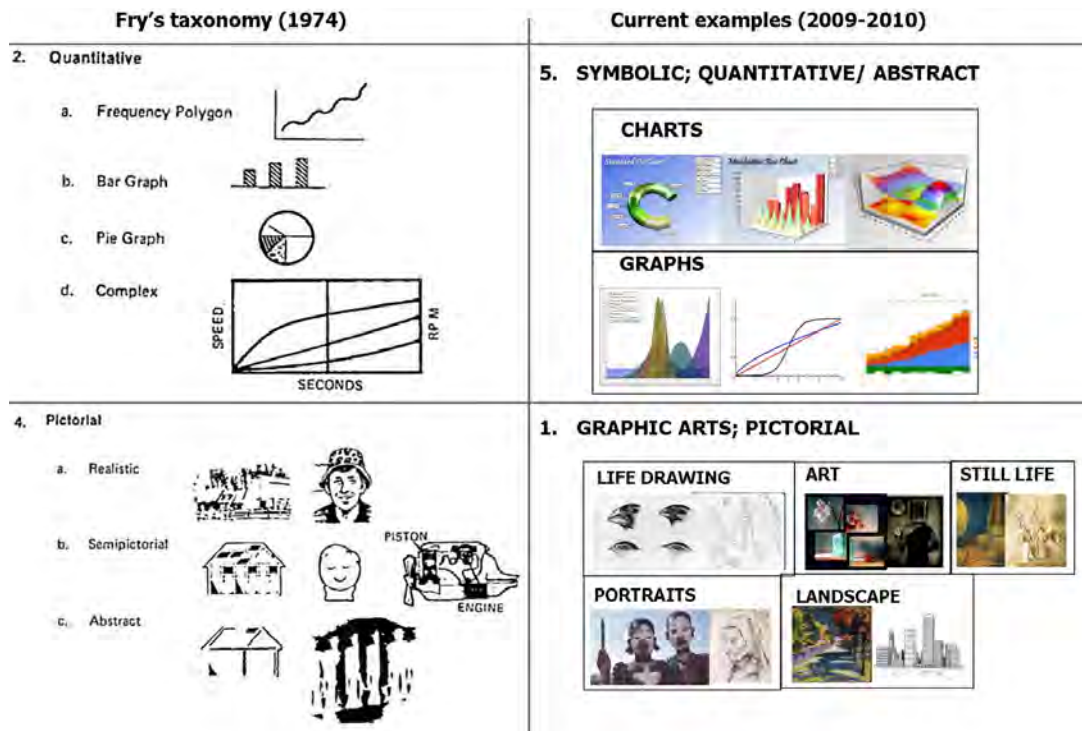 Fry's taxonomy (1974)
Current examples (2009-2010)
2. Quantitative
a. Frequency Polygon
b. Bar Graph
c. Pie Graph
d. Complex
SPEED
RPM
SECONDS
5. SYMBOLIC; QUANTITATIVE/ ABSTRACT
CHARTS
GRAPHS
4. Pictorial
a. Realistic
b. Semipictorial
PISTON
ENGINE
c. Abstract
1. GRAPHIC ARTS; PICTORIAL
LIFE DRAWING
ART
STILL LIFE
PORTRAITS
LANDSCAPE